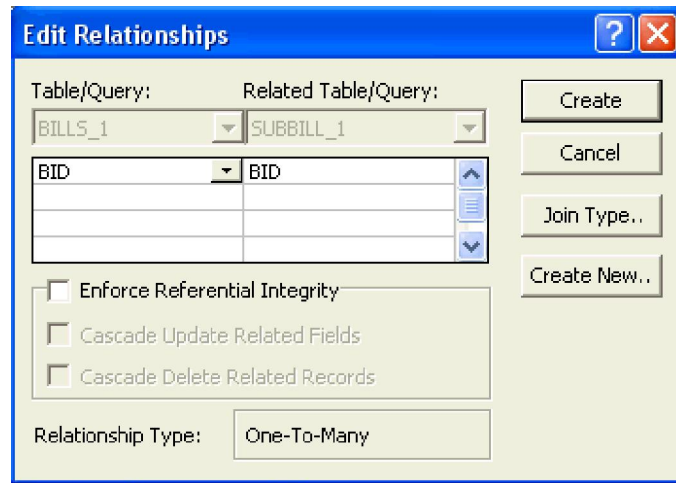 Edit Relationships
Table/Query: Related Table/Query:
BILLS_1 SUBBILL_1
BID BID
Enforce Referential Integrity
Cascade Update Related Fields
Cascade Delete Related Records
Relationship Type: One-To-Many
Create
Cancel
Join Type..
Create New..